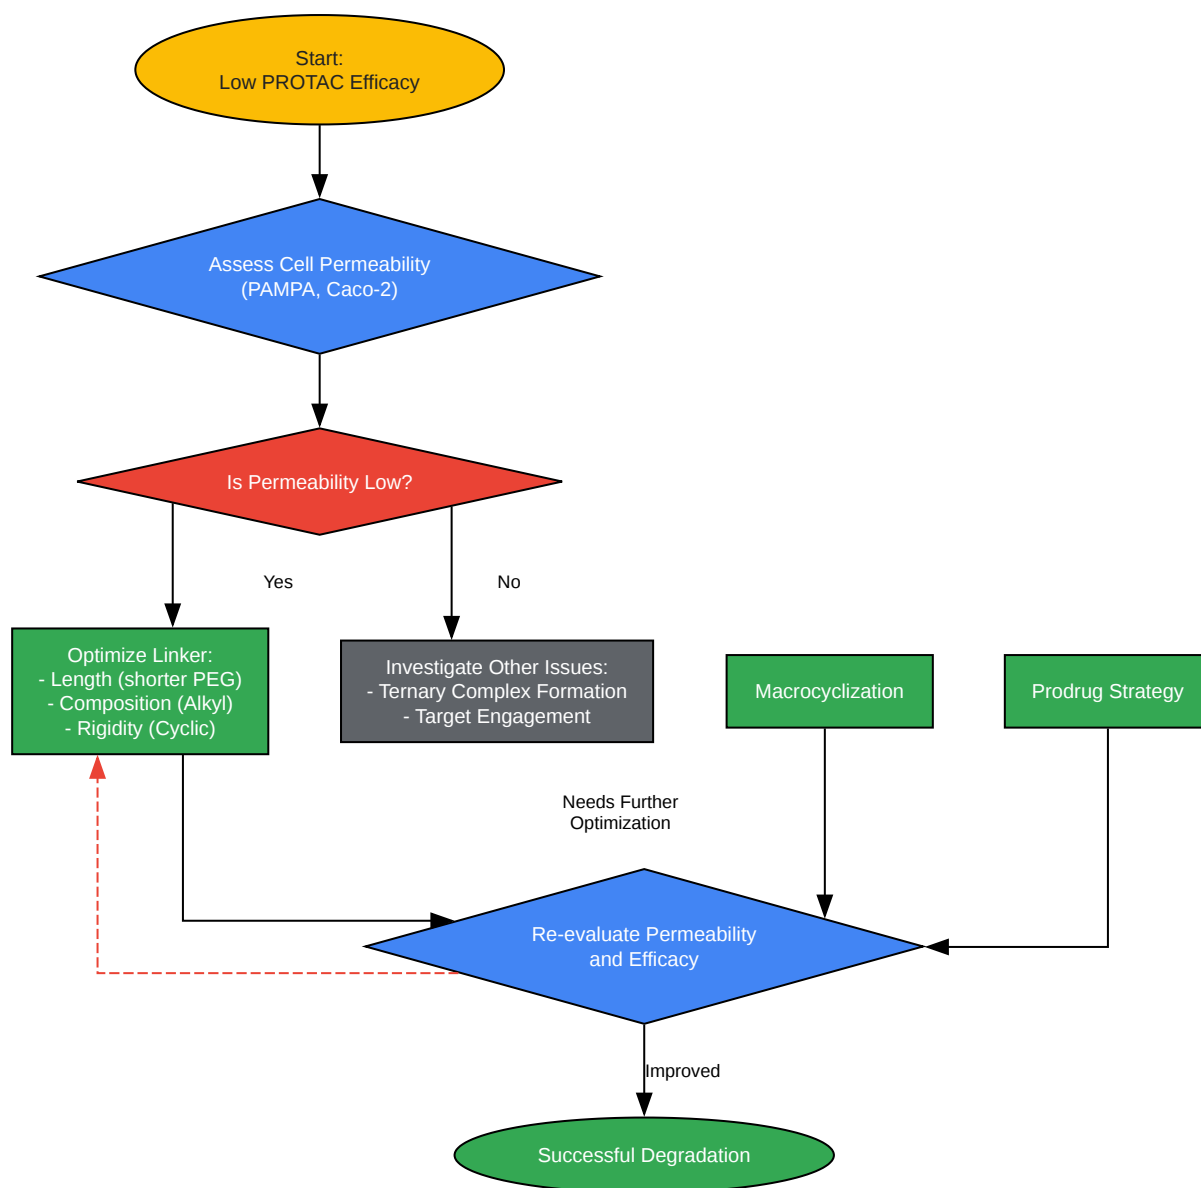 Start:
Low PROTAC Efficacy
Assess Cell Permeability
(PAMPA, Caco-2)
Is Permeability Low?
Yes
No
Optimize Linker:
- Length (shorter PEG)
- Composition (Alkyl)
- Rigidity (Cyclic)
Investigate Other Issues:
- Ternary Complex Formation
- Target Engagement
Macrocyclization
Prodrug Strategy
Needs Further
Optimization
Re-evaluate Permeability
and Efficacy
Improved
Successful Degradation